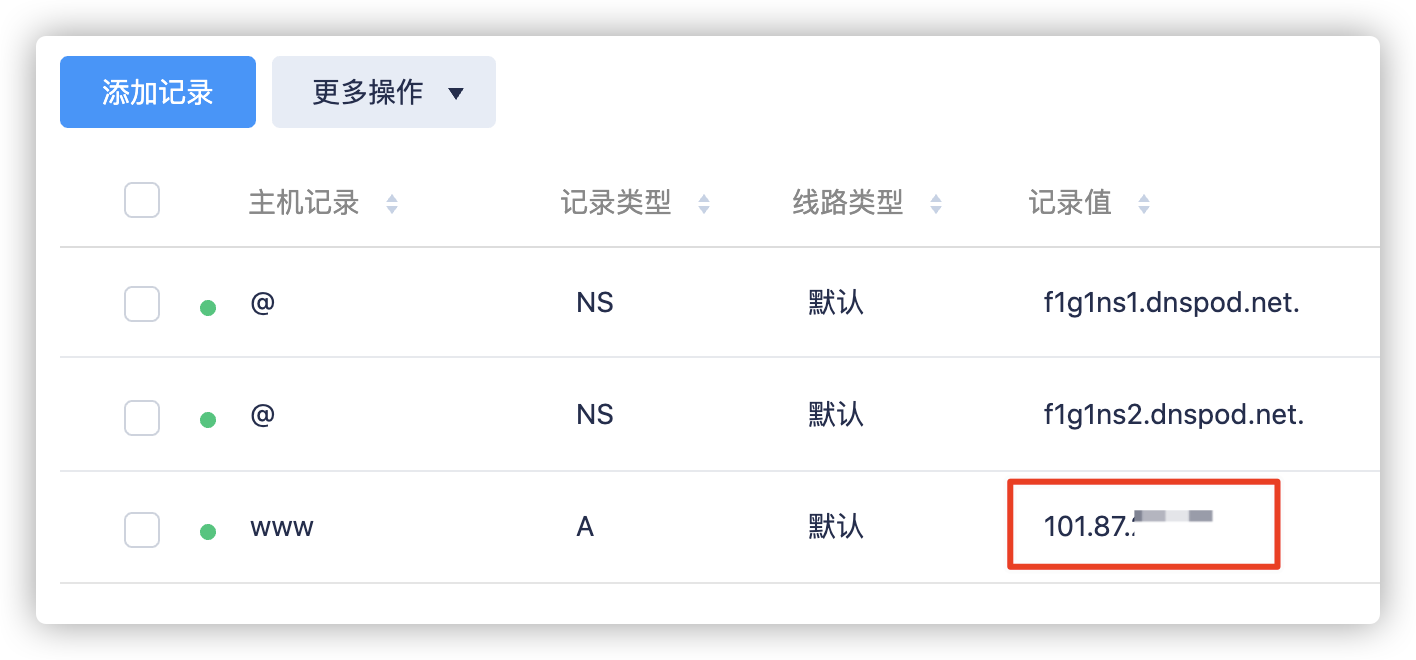 添加记录 更多操作
主机记录 记录类型 线路类型 记录值
@ NS 默认 f1g1ns1.dnspod.net.
@ NS 默认 f1g1ns2.dnspod.net.
www A 默认 101.87.